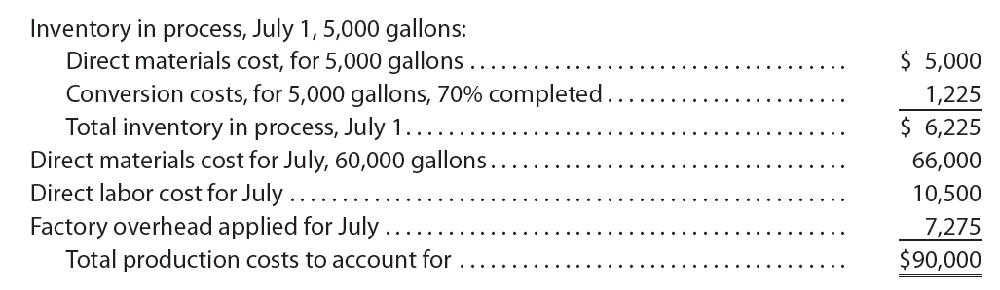 Inventory in process, July 1, 5,000 gallons:
Direct materials cost, for 5,000 gallons ..................................... $ 5,000
Conversion costs, for 5,000 gallons, 70% completed....................... 1,225
Total inventory in process, July 1........................................... $ 6,225
Direct materials cost for July, 60,000 gallons.................................. 66,000
Direct labor cost for July ...................................................... 10,500
Factory overhead applied for July ............................................ 7,275
Total production costs to account for ...................................... $90,000